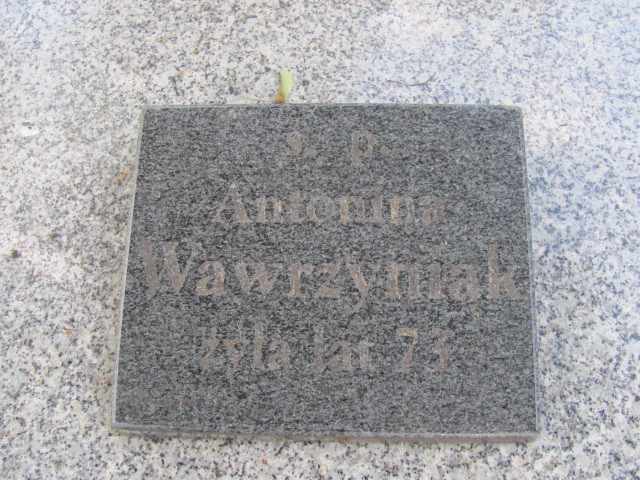 ś. p.
Antonina
Wawrzyniak
żyła lat 73